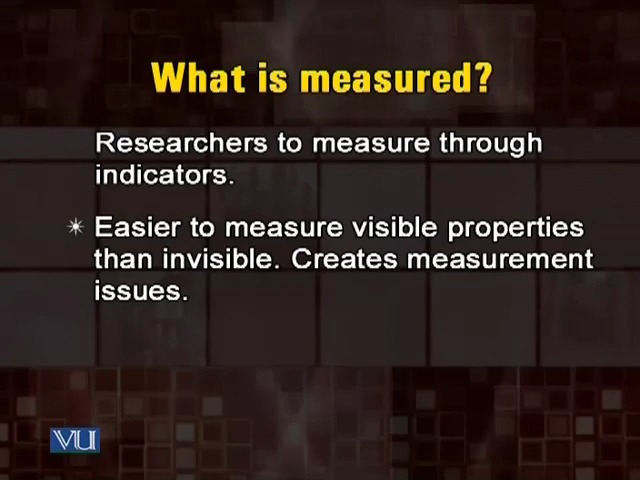 What is measured?
Researchers to measure through
indicators.
Easier to measure visible properties
than invisible. Creates measurement
issues.
VU